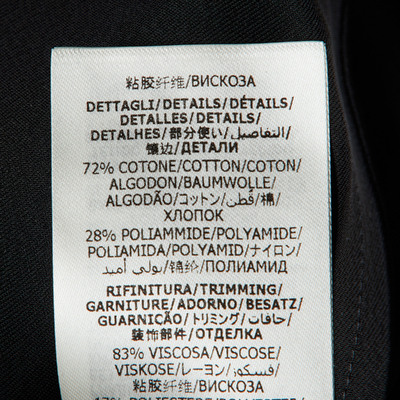 粘胶纤维/ВИСКОЗА
DETTAGLI/DETAILS/DÉTAILS/
DETALLES/DETAILS/
DETALHES/部分使い/التفاصيل/
镶边/ДЕТАЛИ
72% COTONE/COTTON/COTON/
ALGODON/BAUMWOLLE/
ALGODÃO/コットン/قطن/棉/
ХЛОПОК
28% POLIAMMIDE/POLYAMIDE/
POLIAMIDA/POLYAMID/ナイロン/
بولي أميد/锦纶/ПОЛИАМИД
RIFINITURA/TRIMMING/
GARNITURE/ADORNO/BESATZ/
GUARNIÇÃO/トリミング/حافات/
装饰部件/ОТДЕЛКА
83% VISCOSA/VISCOSE/
VISKOSE/レーヨン/فسكوز/
粘胶纤维/ВИСКОЗА
17% POLIESTERE/POLYESTER/